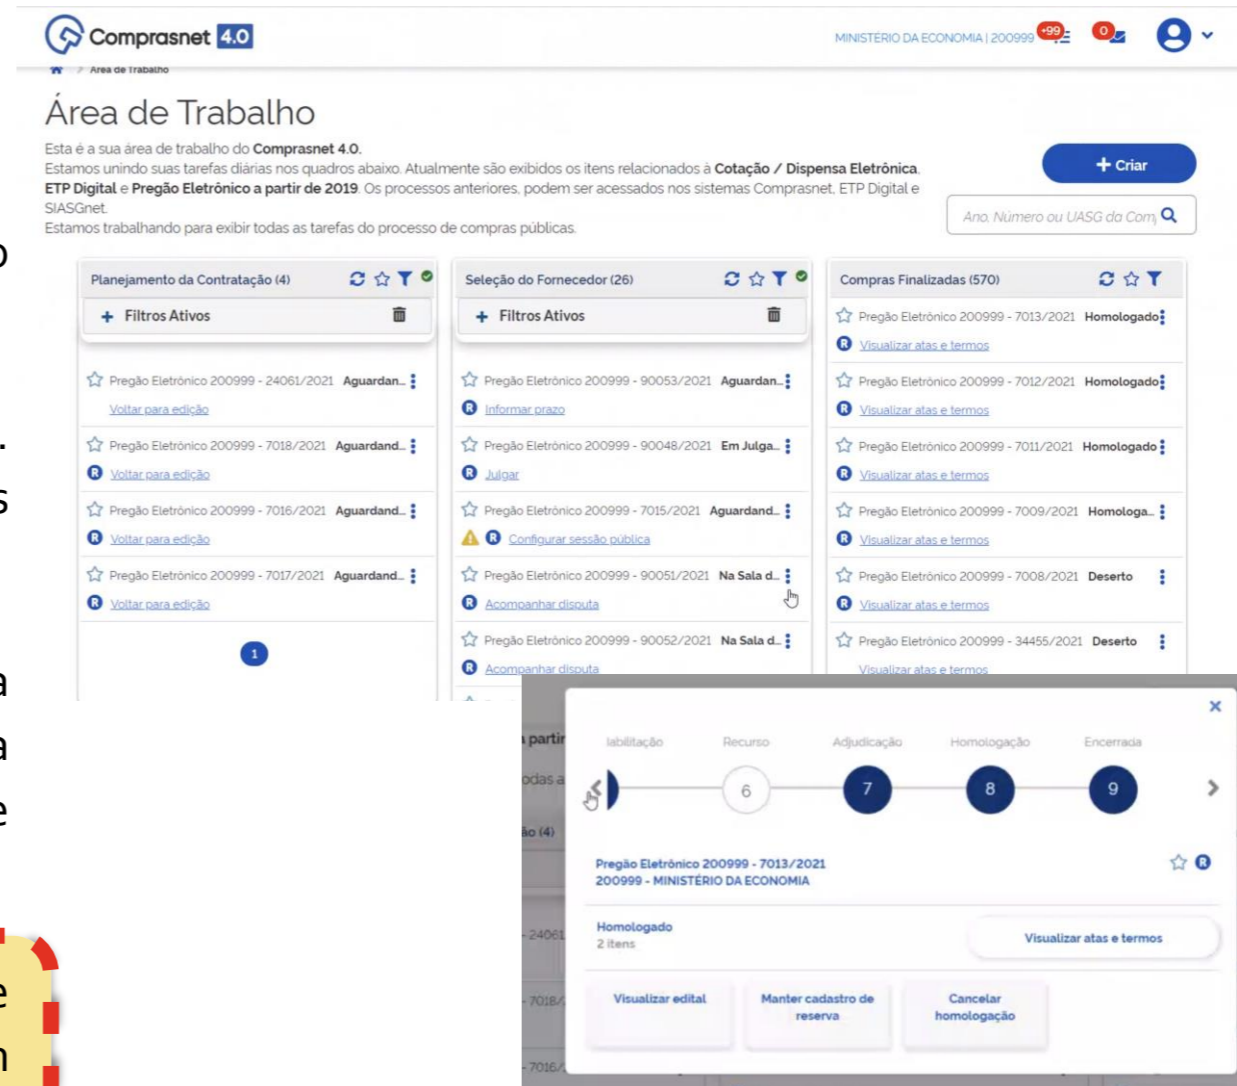 Comprasnet 4.0
MINISTÉRIO DA ECONOMIA | 200999 +99 0
Área de Trabalho
Área de Trabalho
Esta é a sua área de trabalho do Comprasnet 4.0.
Estamos unindo suas tarefas diárias nos quadros abaixo. Atualmente são exibidos os itens relacionados à Cotação / Dispensa Eletrônica,
ETP Digital e Pregão Eletrônico a partir de 2019. Os processos anteriores, podem ser acessados nos sistemas Comprasnet, ETP Digital e
SIASGnet.
Estamos trabalhando para exibir todas as tarefas do processo de compras públicas.
+ Criar
Ano, Número ou UASG da Com
Planejamento da Contratação (4)
+ Filtros Ativos
Pregão Eletrônico 200999 - 24061/2021 Aguardan...
Voltar para edição
Pregão Eletrônico 200999 - 7018/2021 Aguardand...
R Voltar para edição
Pregão Eletrônico 200999 - 7016/2021 Aguardand...
R Voltar para edição
Pregão Eletrônico 200999 - 7017/2021 Aguardand...
R Voltar para edição
1
Seleção do Fornecedor (26)
+ Filtros Ativos
Pregão Eletrônico 200999 - 90053/2021 Aguardan...
R Informar prazo
Pregão Eletrônico 200999 - 90048/2021 Em Julga...
R Julgar
Pregão Eletrônico 200999 - 7015/2021 Aguardand...
R Configurar sessão pública
Pregão Eletrônico 200999 - 90051/2021 Na Sala d...
R Acompanhar disputa
Pregão Eletrônico 200999 - 90052/2021 Na Sala d...
R Acompanhar disputa
Compras Finalizadas (570)
Pregão Eletrônico 200999 - 7013/2021 Homologado
R Visualizar atas e termos
Pregão Eletrônico 200999 - 7012/2021 Homologado
R Visualizar atas e termos
Pregão Eletrônico 200999 - 7011/2021 Homologado
R Visualizar atas e termos
Pregão Eletrônico 200999 - 7009/2021 Homologa...
R Visualizar atas e termos
Pregão Eletrônico 200999 - 7008/2021 Deserto
R Visualizar atas e termos
Pregão Eletrônico 200999 - 34455/2021 Deserto
Visualizar atas e termos
o
.
s
a
a
e
e
n
a partir
odas a
ão (4)
- 24061
- 7018/
- 7016/
labilitação Recurso Adjudicação Homologação Encerrada
6 7 8 9
Pregão Eletrônico 200999 - 7013/2021
200999 - MINISTÉRIO DA ECONOMIA
R
Homologado
2 itens
Visualizar atas e termos
Visualizar edital
Manter cadastro de
reserva
Cancelar
homologação